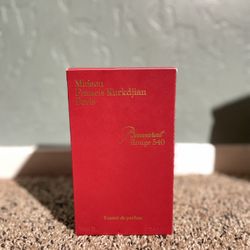 Maison
Francis Kurkdjian
Paris
Baccarat
Rouge 540
Extrait de parfum